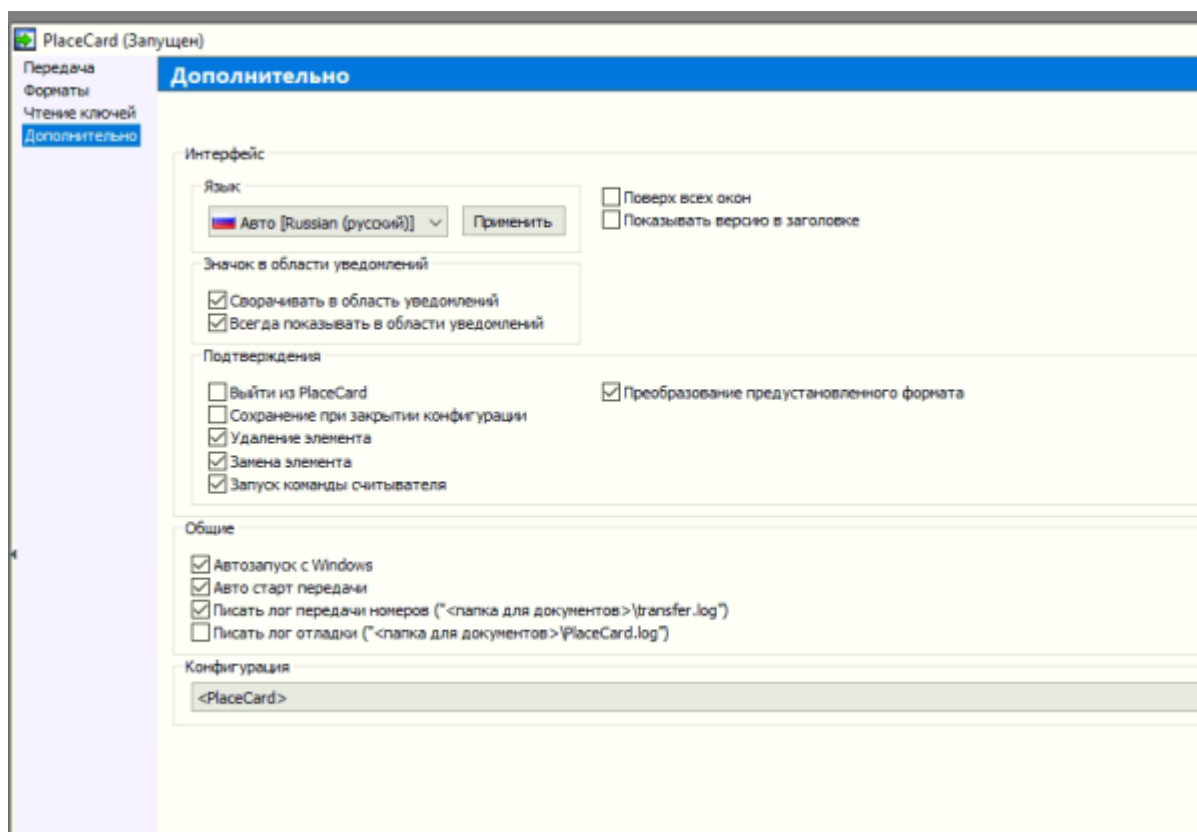 PlaceCard (Запущен)
Передача
Форматы
Чтение ключей
Дополнительно
Дополнительно
Интерфейс
Язык
Авто [Russian (русский)]
Применить
Поверх всех окон
Показывать версию в заголовке
Значок в области уведомлений
Сворачивать в область уведомлений
Всегда показывать в области уведомлений
Подтверждения
Выйти из PlaceCard
Преобразование предустановленного формата
Сохранение при закрытии конфигурации
Удаление элемента
Замена элемента
Запуск команды считывателя
Общие
Автозапуск с Windows
Авто старт передачи
Писать лог передачи номеров ("<папка для документов>\transfer.log")
Писать лог отладки ("<папка для документов>\PlaceCard.log")
Конфигурация
<PlaceCard>